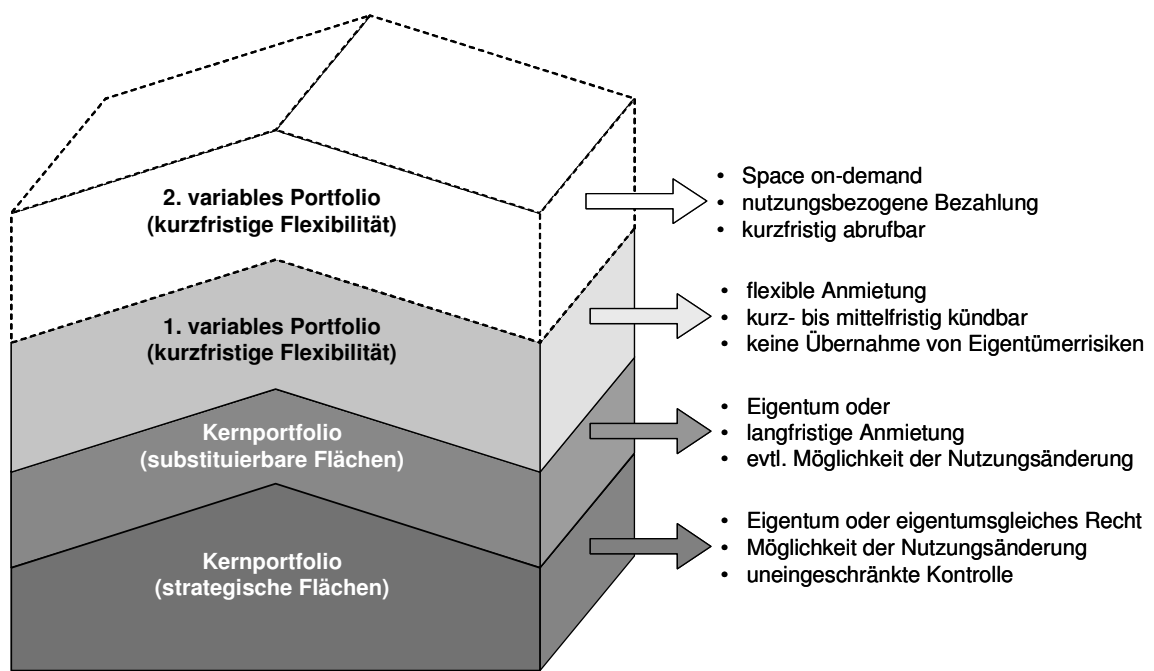 2. variables Portfolio
(kurzfristige Flexibilität)
• Space on-demand
• nutzungsbezogene Bezahlung
• kurzfristig abrufbar
1. variables Portfolio
(kurzfristige Flexibilität)
• flexible Anmietung
• kurz- bis mittelfristig kündbar
• keine Übernahme von Eigentümerrisiken
Kernportfolio
(substituierbare Flächen)
• Eigentum oder
• langfristige Anmietung
• evtl. Möglichkeit der Nutzungsänderung
Kernportfolio
(strategische Flächen)
• Eigentum oder eigentumsgleiches Recht
• Möglichkeit der Nutzungsänderung
• uneingeschränkte Kontrolle